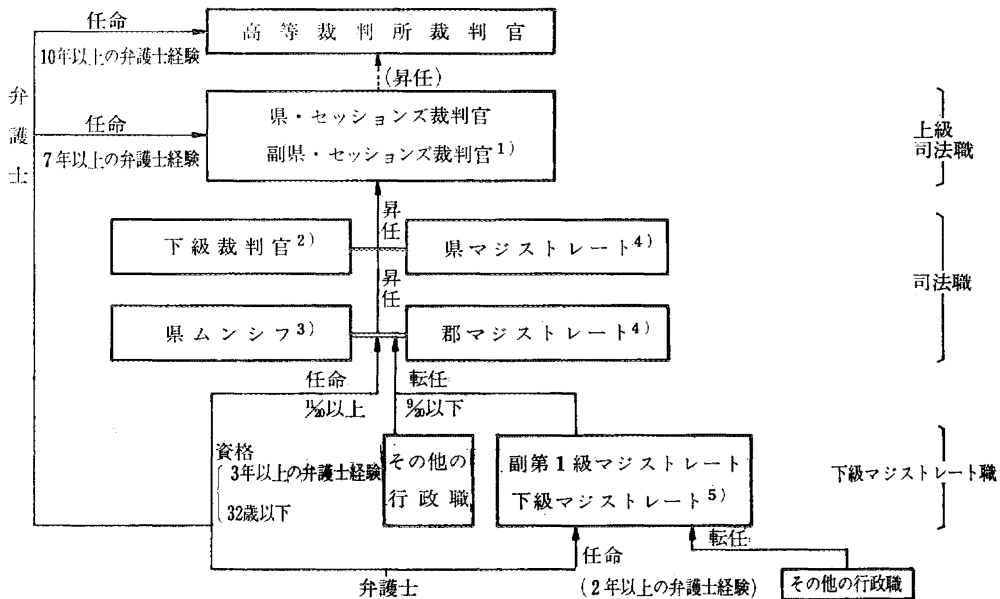 任命
高等裁判所裁判官
10年以上の弁護士経験
(昇任)
弁護士
任命
県・セッションズ裁判官
副県・セッションズ裁判官1)
7年以上の弁護士経験
上級
司法職
昇任
下級裁判官2)
県マジストレート4)
昇任
司法職
県ムンシフ3)
郡マジストレート4)
任命
転任
11/20以上
9/20以下
資格
3年以上の弁護士経験
32歳以下
その他の
行政職
副第1級マジストレート
下級マジストレート5)
下級マジストレート職
任命
転任
弁護士
(2年以上の弁護士経験)
その他の行政職